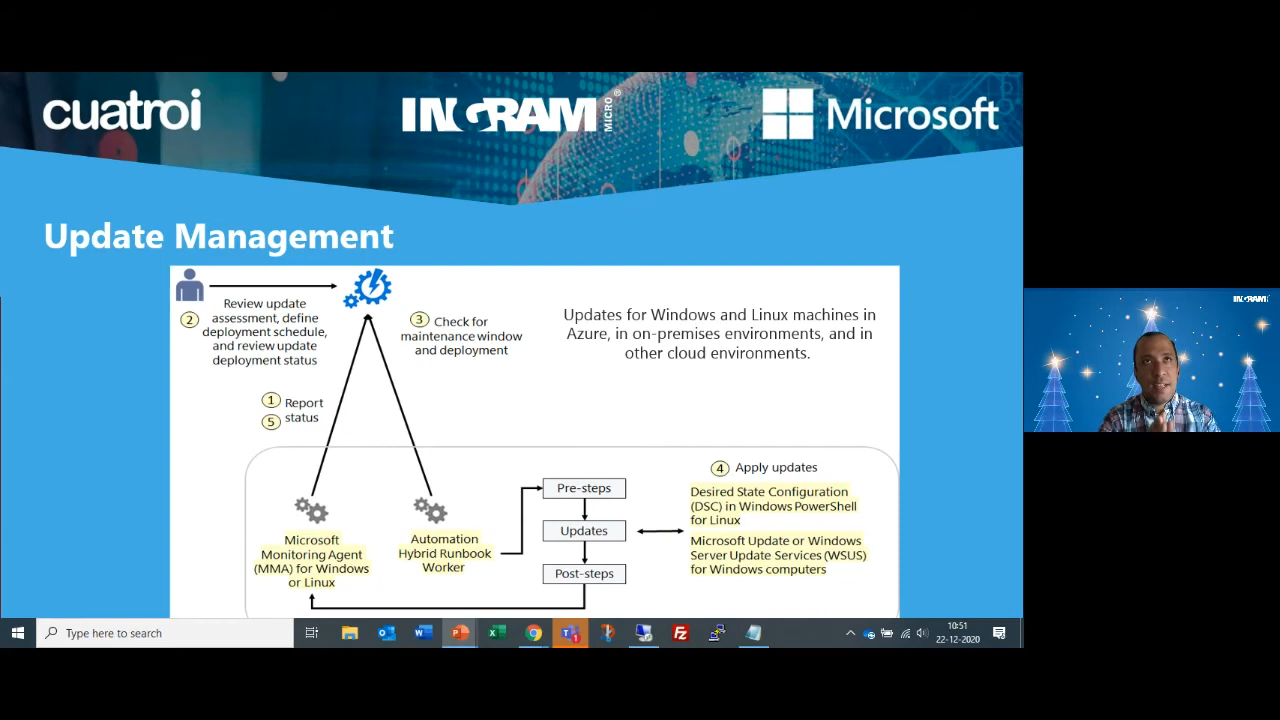 cuatroi
INGRAM MICRO®
Microsoft
Update Management
2
Review update
assessment, define
deployment schedule,
and review update
deployment status
3 Check for
maintenance window
and deployment
Updates for Windows and Linux machines in
Azure, in on-premises environments, and in
other cloud environments.
1 Report
5 status
4 Apply updates
Desired State Configuration
(DSC) in Windows PowerShell
for Linux
Microsoft Update or Windows
Server Update Services (WSUS)
for Windows computers
Pre-steps
Updates
Post-steps
Microsoft
Monitoring Agent
(MMA) for Windows
or Linux
Automation
Hybrid Runbook
Worker
INGRAM
Type here to search
10:51
22-12-2020